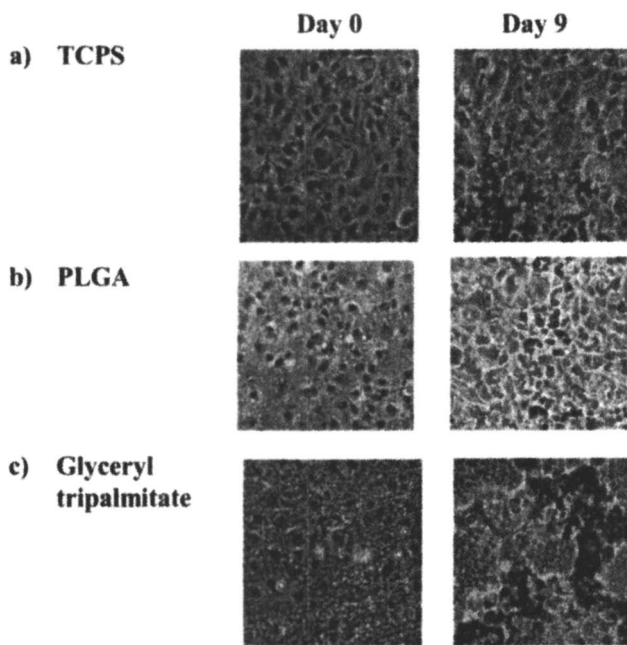 Day 0 Day 9
a) TCPS
b) PLGA
c) Glyceryl
tripalmitate